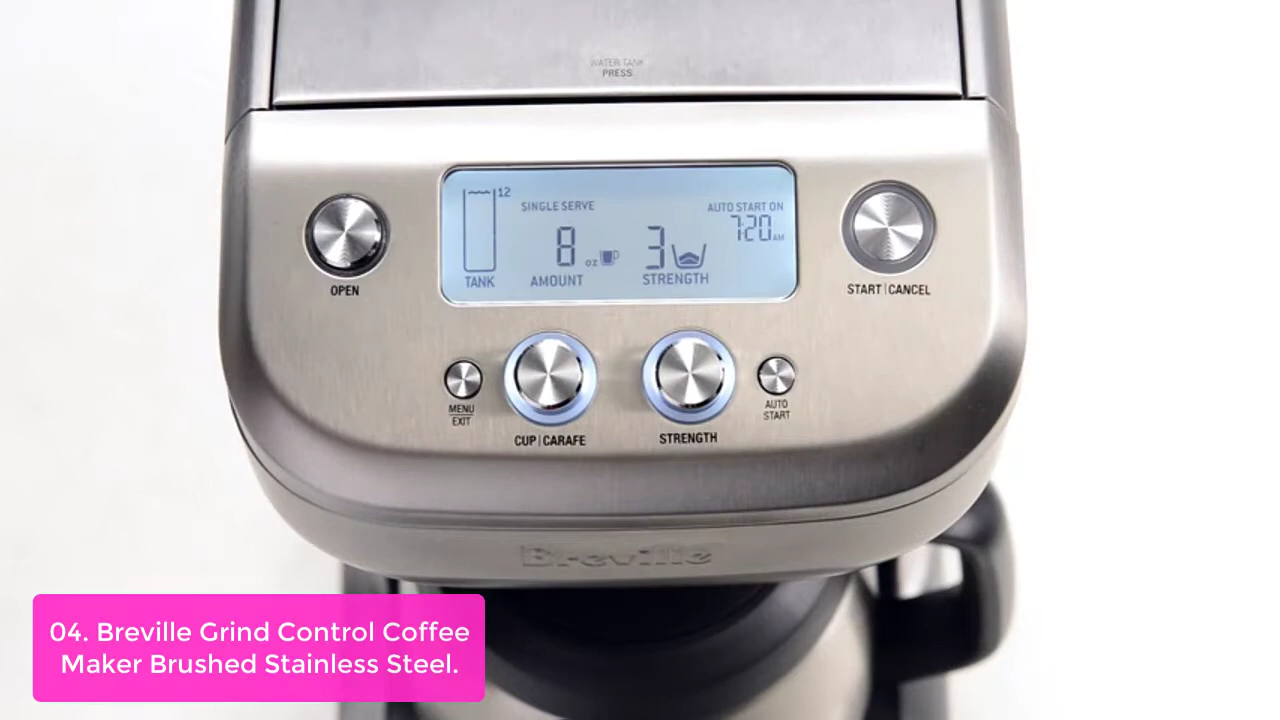 WATER TANK
PRESS
12
SINGLE SERVE
AUTO START ON
7:20 AM
8 oz
3
TANK
AMOUNT
STRENGTH
OPEN
START|CANCEL
MENU
EXIT
CUP|CARAFE
STRENGTH
AUTO
START
Breville
04. Breville Grind Control Coffee
Maker Brushed Stainless Steel.